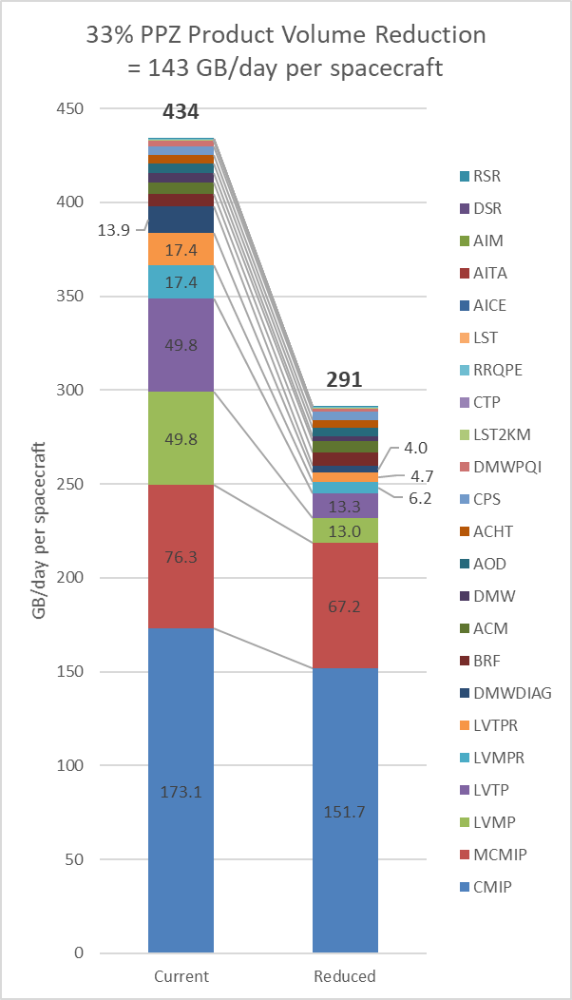 33% PPZ Product Volume Reduction
= 143 GB/day per spacecraft
GB/day per spacecraft
450
400
350
300
250
200
150
100
50
0
434
13.9
17.4
17.4
49.8
49.8
76.3
173.1
291
4.0
4.7
6.2
13.3
13.0
67.2
151.7
Current
Reduced
RSR
DSR
AIM
AITA
AICE
LST
RRQPE
CTP
LST2KM
DMWPQI
CPS
ACHT
AOD
DMW
ACM
BRF
DMWDIAG
LVTPR
LVMPR
LVTP
LVMP
MCMIP
CMIP